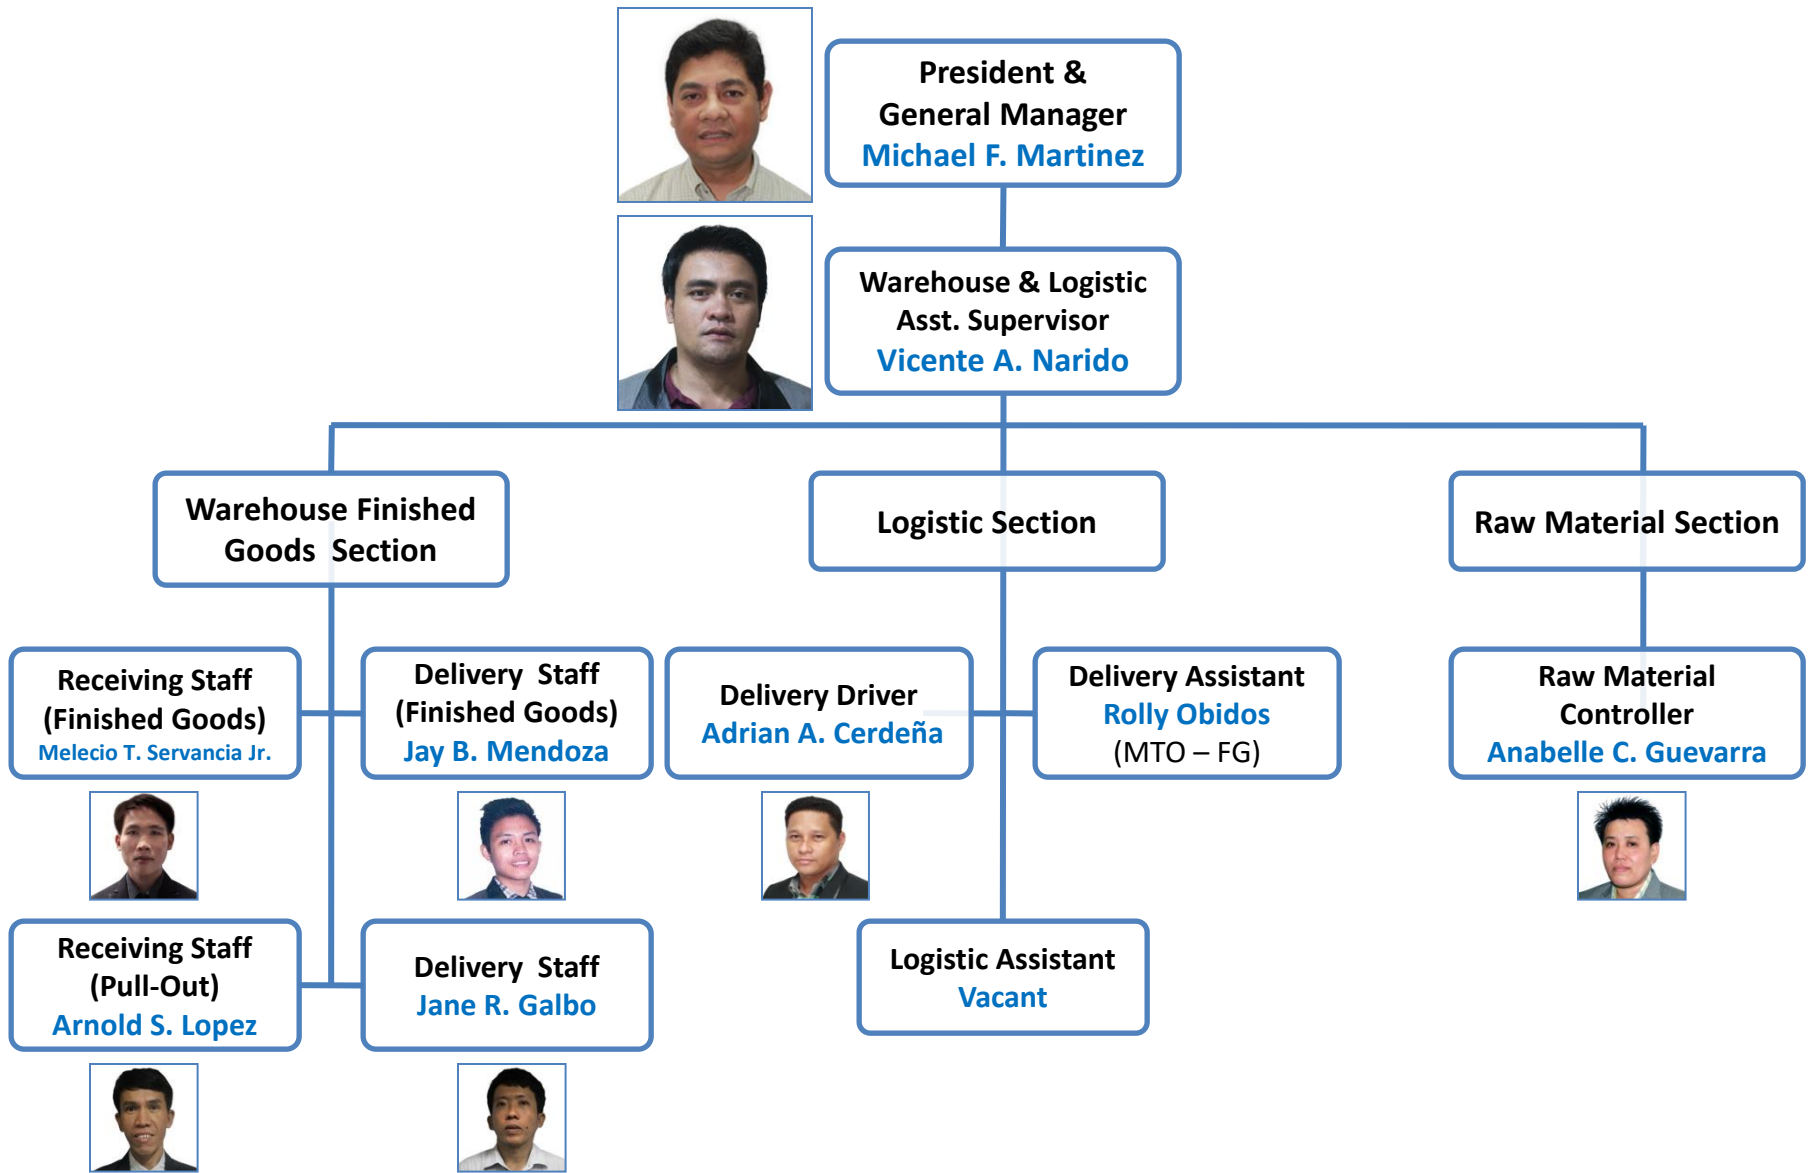 President &
General Manager
Michael F. Martinez
Warehouse & Logistic
Asst. Supervisor
Vicente A. Narido
Warehouse Finished
Goods Section
Logistic Section
Raw Material Section
Receiving Staff
(Finished Goods)
Melecio T. Servancia Jr.
Delivery Staff
(Finished Goods)
Jay B. Mendoza
Delivery Driver
Adrian A. Cerdeña
Delivery Assistant
Rolly Obidos
(MTO – FG)
Raw Material
Controller
Anabelle C. Guevarra
Receiving Staff
(Pull-Out)
Arnold S. Lopez
Delivery Staff
Jane R. Galbo
Logistic Assistant
Vacant